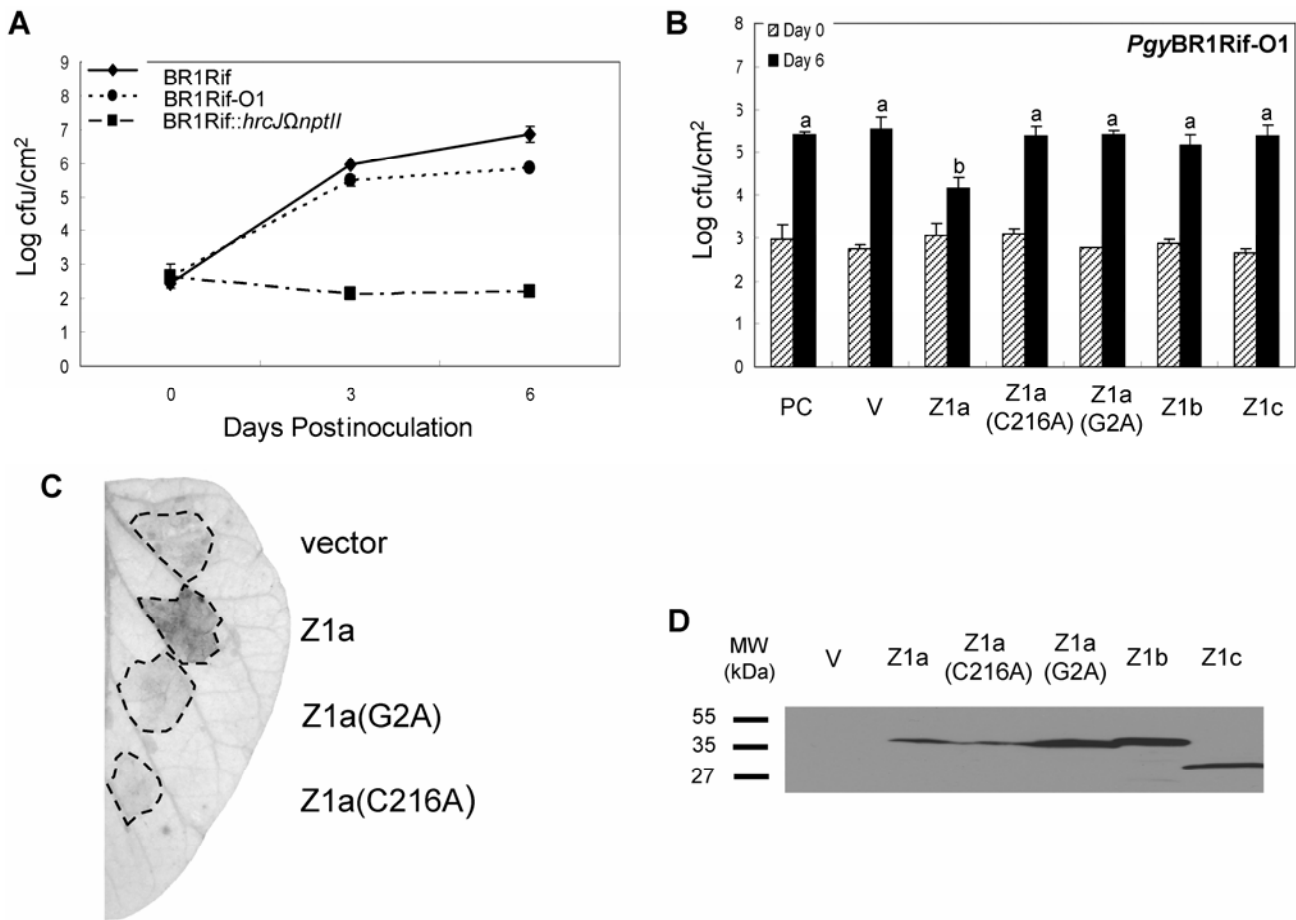 A
BR1Rif
BR1Rif-O1
BR1Rif::hrcJΩnptII
Log cfu/cm²
9
8
7
6
5
4
3
2
1
0
0 3 6
Days Postinoculation
B
Day 0
Day 6
PgyBR1Rif-O1
Log cfu/cm²
8
7
6
5
4
3
2
1
0
a a b a a a a
PC V Z1a Z1a (C216A) Z1a (G2A) Z1b Z1c
C
vector
Z1a
Z1a(G2A)
Z1a(C216A)
D
MW (kDa)
V Z1a Z1a (C216A) Z1a (G2A) Z1b Z1c
55
35
27